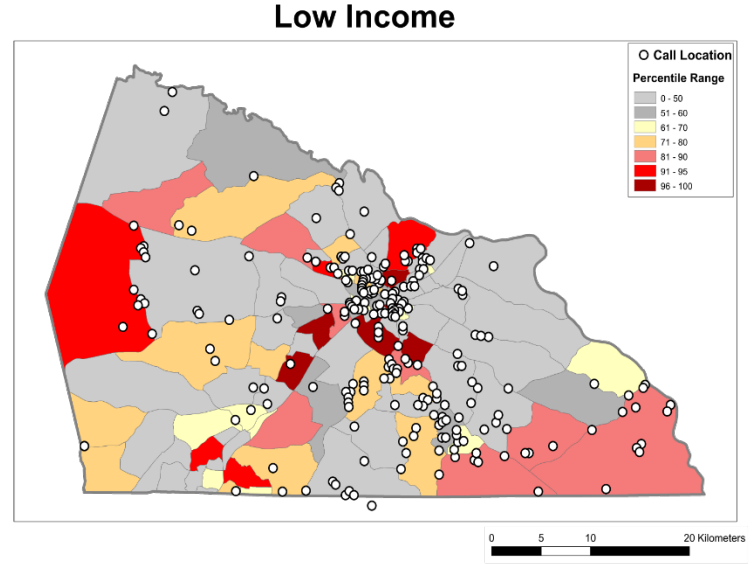 Low Income
Call Location
Percentile Range
0 - 50
51 - 60
61 - 70
71 - 80
81 - 90
91 - 95
96 - 100
0 5 10 20 Kilometers